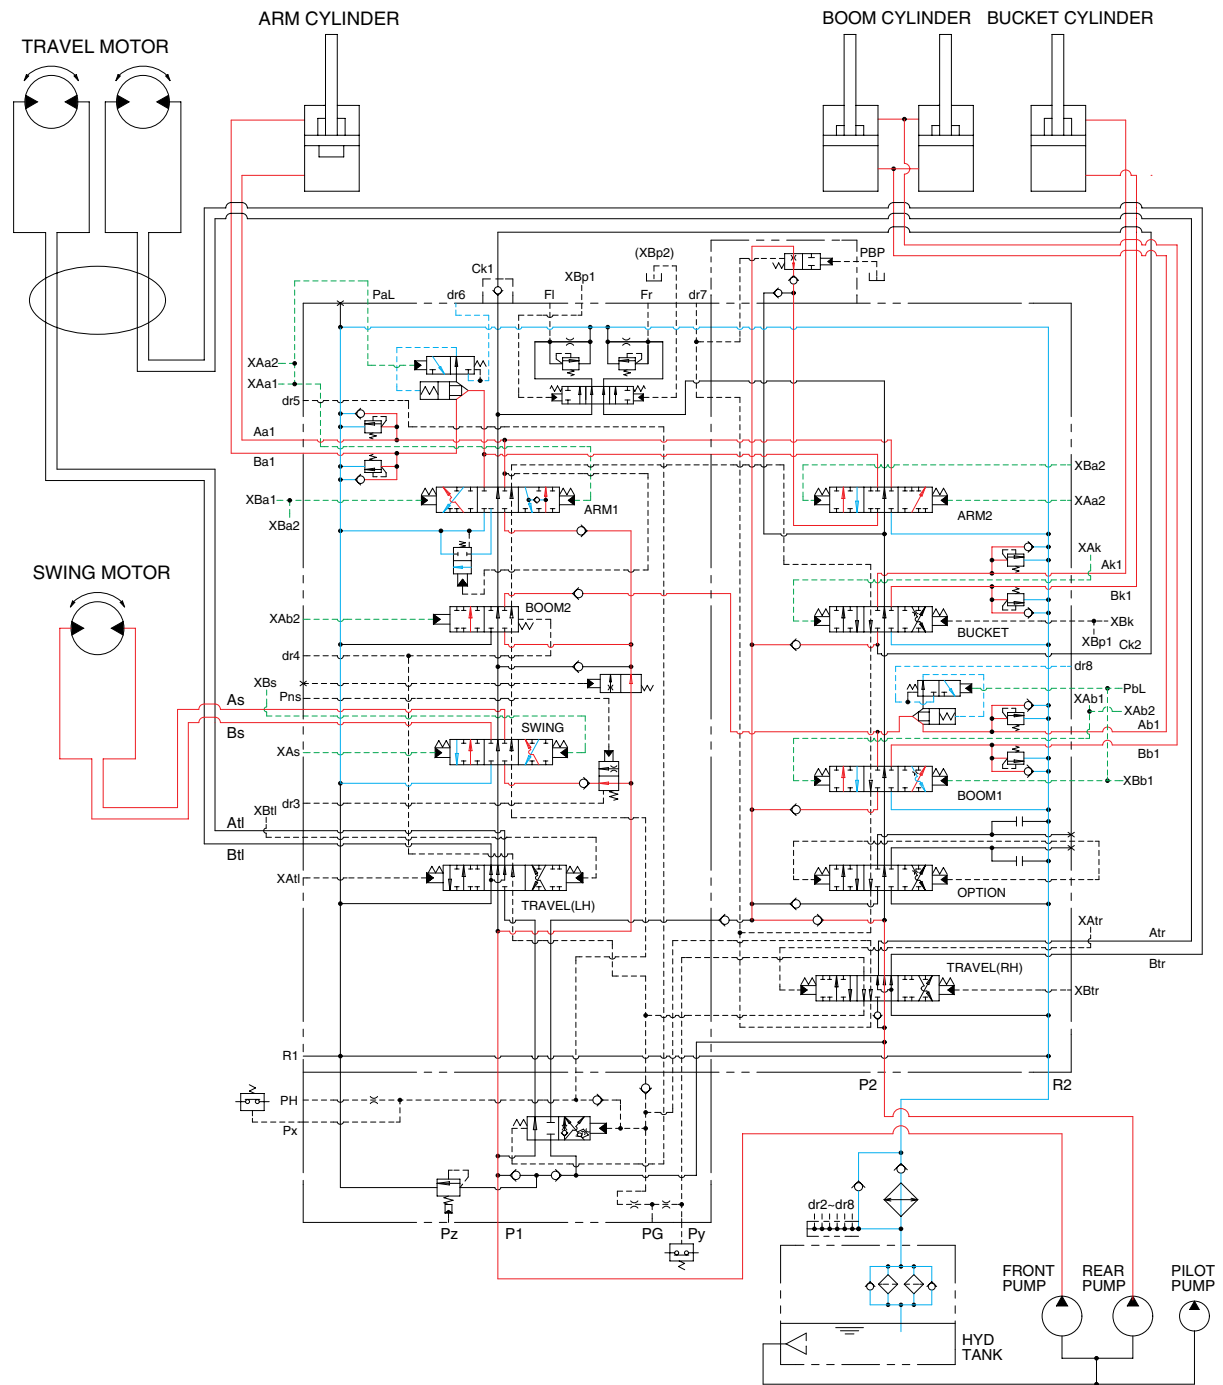 ARM CYLINDER
BOOM CYLINDER
BUCKET CYLINDER
TRAVEL MOTOR
(XBp2)
PBP
Ck1
XBp1
PaL
dr6
Fl
Fr
dr7
XAa2
XAa1
dr5
Aa1
Ba1
XBa2
XBa1
XAa2
ARM1
ARM2
XBa2
XAk
Ak1
SWING MOTOR
Bk1
BOOM2
XAb2
XBk
BUCKET
XBp1
Ck2
dr4
dr8
XBs
PbL
Pns
As
XAb1
XAb2
Bs
SWING
Ab1
Bb1
XAs
XBb1
BOOM1
dr3
XBtl
Atl
Btl
XAtl
OPTION
TRAVEL(LH)
XAtr
Atr
Btr
TRAVEL(RH)
XBtr
R1
P2
R2
PH
Px
dr2~dr8
Pz
P1
PG
Py
FRONT
PUMP
REAR
PUMP
PILOT
PUMP
HYD
TANK